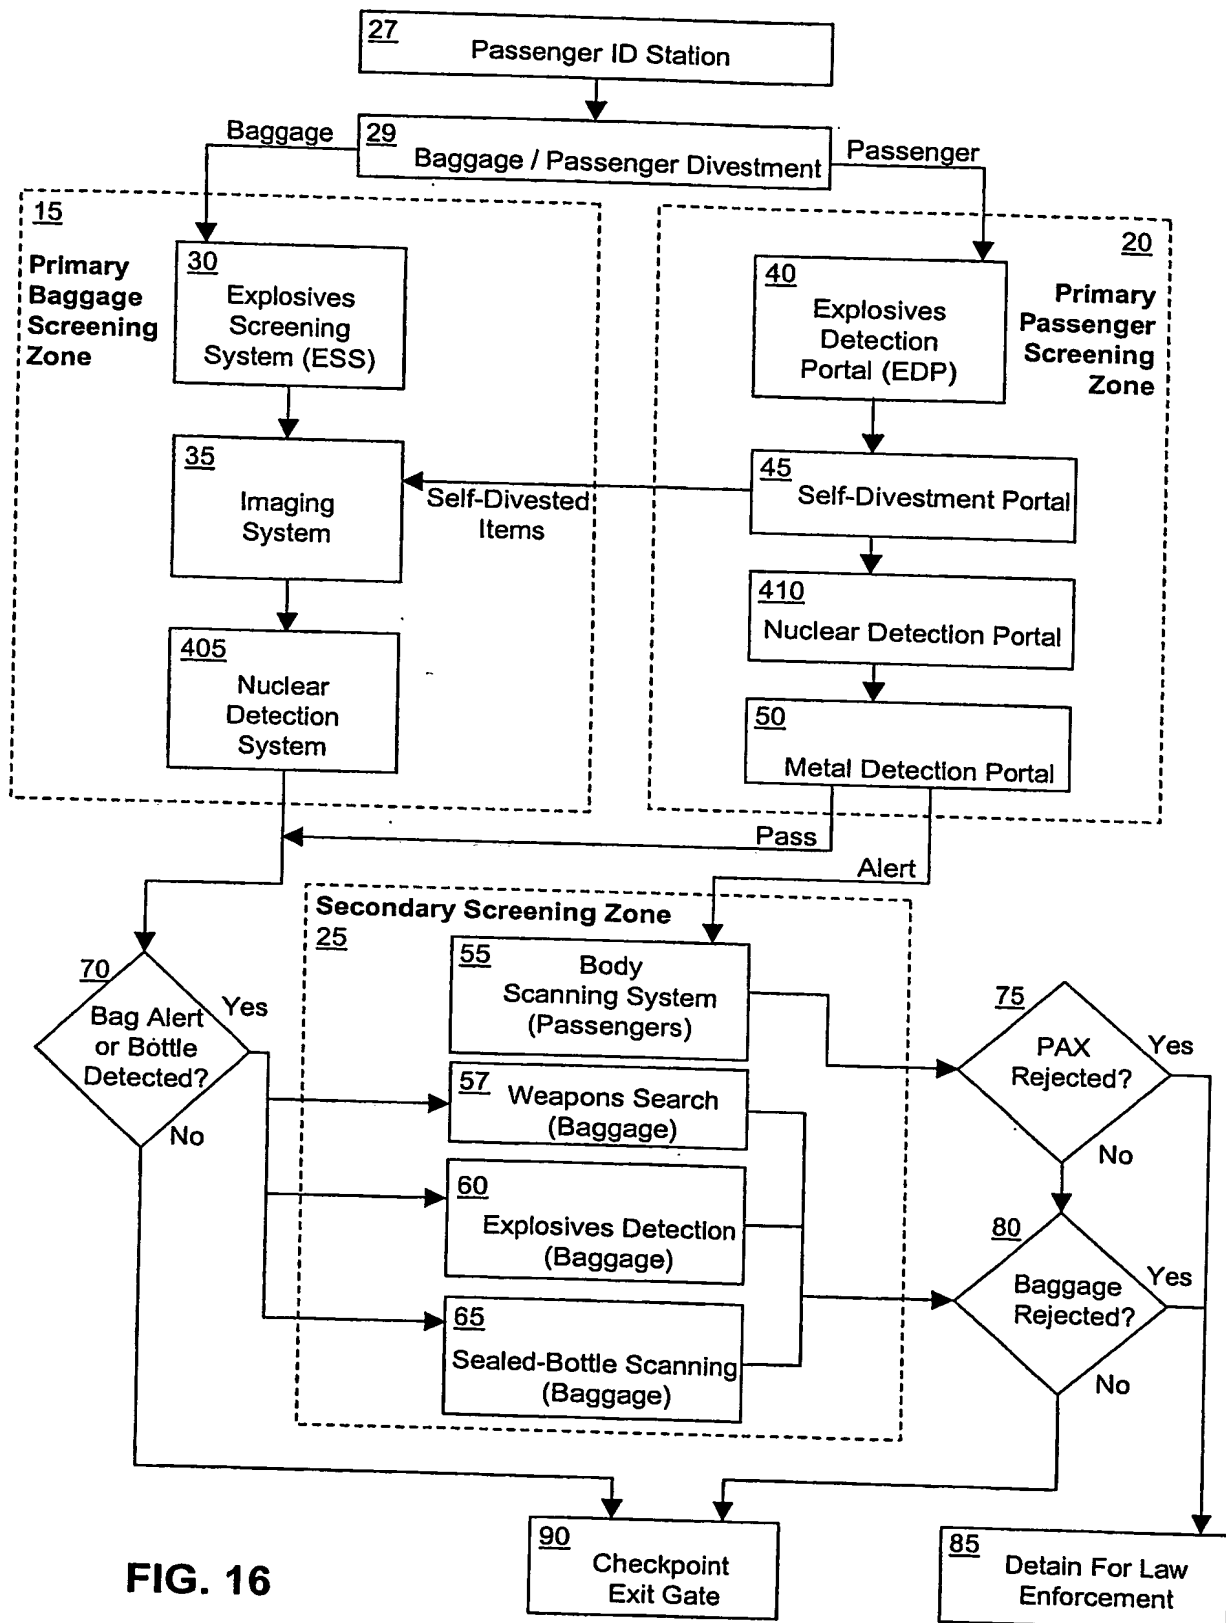 27
Passenger ID Station
Baggage
29
Baggage / Passenger Divestment
Passenger
15
Primary
Baggage
Screening
Zone
30
Explosives
Screening
System (ESS)
20
Primary
Passenger
Screening
Zone
40
Explosives
Detection
Portal (EDP)
35
Imaging
System
Self-Divested
Items
45
Self-Divestment Portal
410
Nuclear Detection Portal
405
Nuclear
Detection
System
50
Metal Detection Portal
Pass
Alert
Secondary Screening Zone
25
55
Body
Scanning System
(Passengers)
70
Bag Alert
or Bottle
Detected?
Yes
No
57
Weapons Search
(Baggage)
60
Explosives Detection
(Baggage)
65
Sealed-Bottle Scanning
(Baggage)
75
PAX
Rejected?
Yes
No
80
Baggage
Rejected?
Yes
No
90
Checkpoint
Exit Gate
85
Detain For Law
Enforcement
FIG. 16